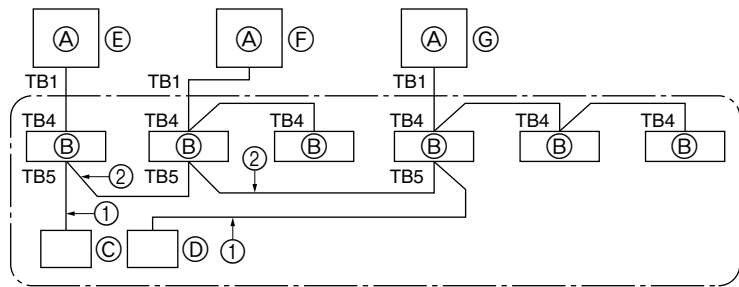 Ⓐ Ⓔ Ⓐ Ⓕ Ⓐ Ⓖ
TB1 TB1 TB1
TB4 TB4 TB4 TB4 TB4 TB4
Ⓑ Ⓑ Ⓑ Ⓑ Ⓑ Ⓑ
TB5 ② TB5 ② TB5
①
Ⓒ Ⓓ ①